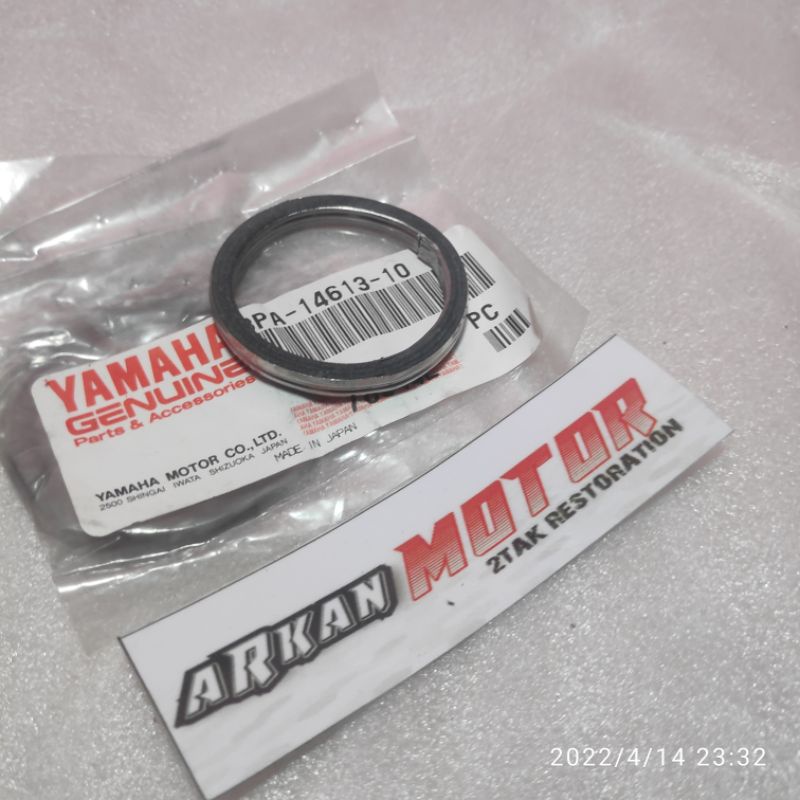 PA-14613-10
PC
YAMAHA
GENUINE
Parts & Accessories
YAMAHA MOTOR CO., LTD.
2500 SHINGAI IWATA SHIZUOKA JAPAN
MADE IN JAPAN
ARKAN MOTOR
2TAK RESTORATION
2022/4/14 23:32